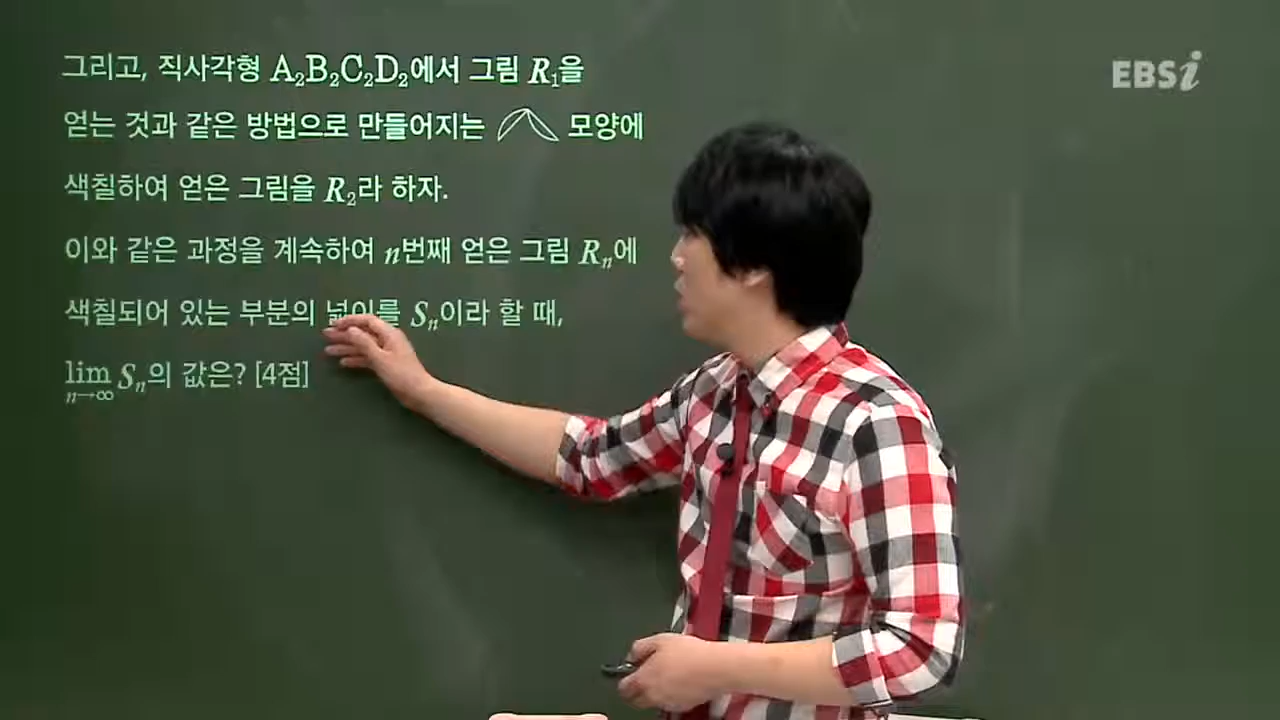 그리고, 직사각형 A₂B₂C₂D₂에서 그림 R₁을
얻는 것과 같은 방법으로 만들어지는 모양에
색칠하여 얻은 그림을 R₂라 하자.
이와 같은 과정을 계속하여 n번째 얻은 그림 Rₙ에
색칠되어 있는 부분의 넓이를 Sₙ이라 할 때,
lim Sₙ의 값은? [4점]
n→∞
EBSi